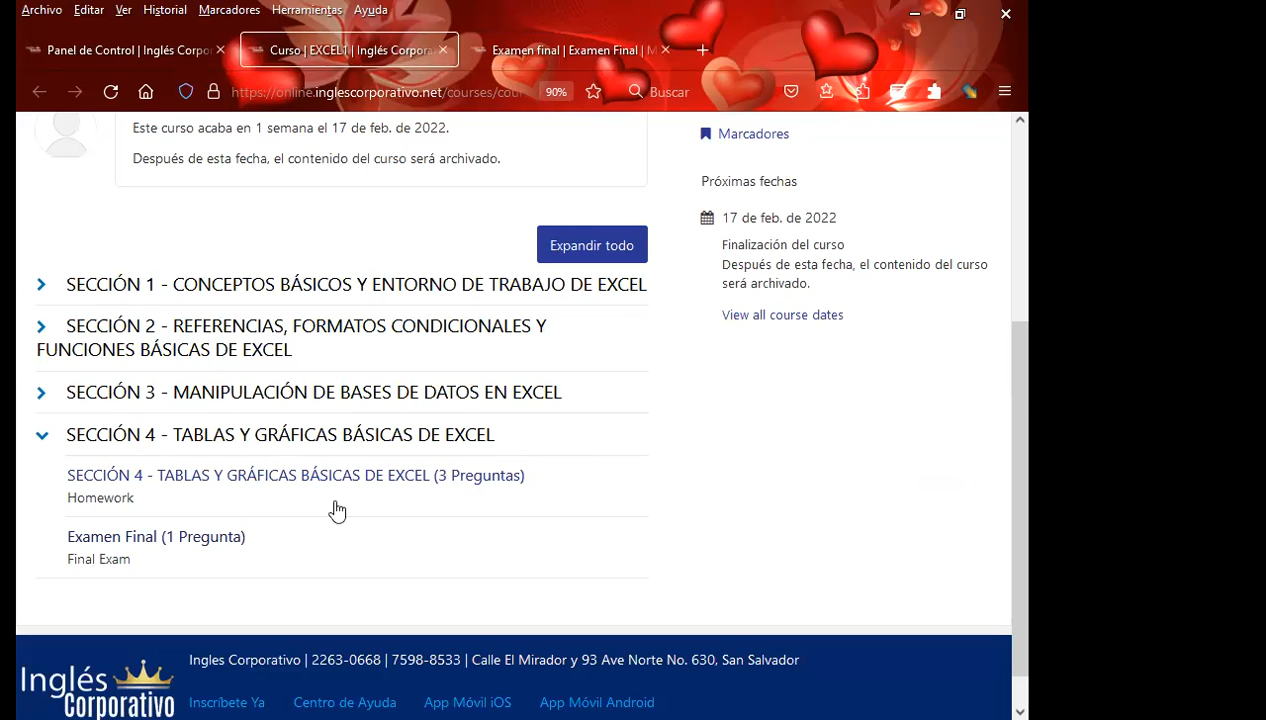 Archivo Editar Ver Historial Marcadores Herramientas Ayuda
Panel de Control | Inglés Corpor
Curso | EXCEL1 | Inglés Corpora
Examen final | Examen Final | M
https://online.inglescorporativo.net/courses/cou
90%
Buscar
Este curso acaba en 1 semana el 17 de feb. de 2022.
Después de esta fecha, el contenido del curso será archivado.
Marcadores
Próximas fechas
17 de feb. de 2022
Finalización del curso
Después de esta fecha, el contenido del curso
será archivado.
View all course dates
Expandir todo
SECCIÓN 1 - CONCEPTOS BÁSICOS Y ENTORNO DE TRABAJO DE EXCEL
SECCIÓN 2 - REFERENCIAS, FORMATOS CONDICIONALES Y
FUNCIONES BÁSICAS DE EXCEL
SECCIÓN 3 - MANIPULACIÓN DE BASES DE DATOS EN EXCEL
SECCIÓN 4 - TABLAS Y GRÁFICAS BÁSICAS DE EXCEL
SECCIÓN 4 - TABLAS Y GRÁFICAS BÁSICAS DE EXCEL (3 Preguntas)
Homework
Examen Final (1 Pregunta)
Final Exam
Inglés
Corporativo
Ingles Corporativo | 2263-0668 | 7598-8533 | Calle El Mirador y 93 Ave Norte No. 630, San Salvador
Inscríbete Ya Centro de Ayuda App Móvil iOS App Móvil Android